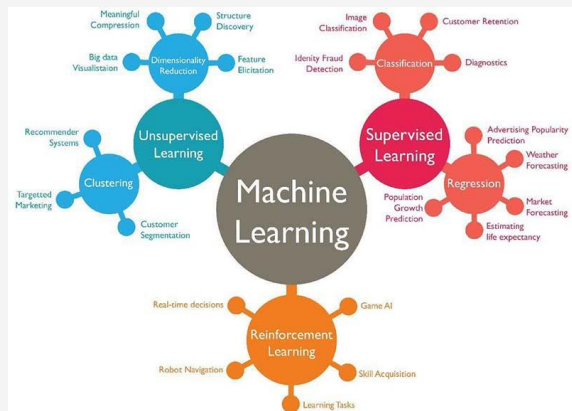 Meaningful
Compression
Structure
Discovery
Big data
Visualistaion
Dimensionality
Reduction
Feature
Elicitation
Unsupervised
Learning
Recommender
Systems
Clustering
Targetted
Marketing
Customer
Segmentation
Machine
Learning
Image
Classification
Customer Retention
Idenity Fraud
Detection
Classification
Diagnostics
Supervised
Learning
Advertising Popularity
Prediction
Weather
Forecasting
Regression
Population
Growth
Prediction
Market
Forecasting
Estimating
life expectancy
Real-time decisions
Game AI
Reinforcement
Learning
Robot Navigation
Skill Acquisition
Learning Tasks